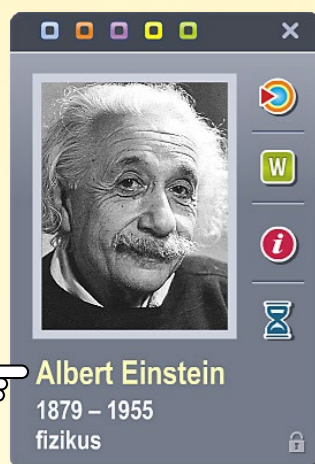 W
i
Albert Einstein
1879 – 1955
fizikus